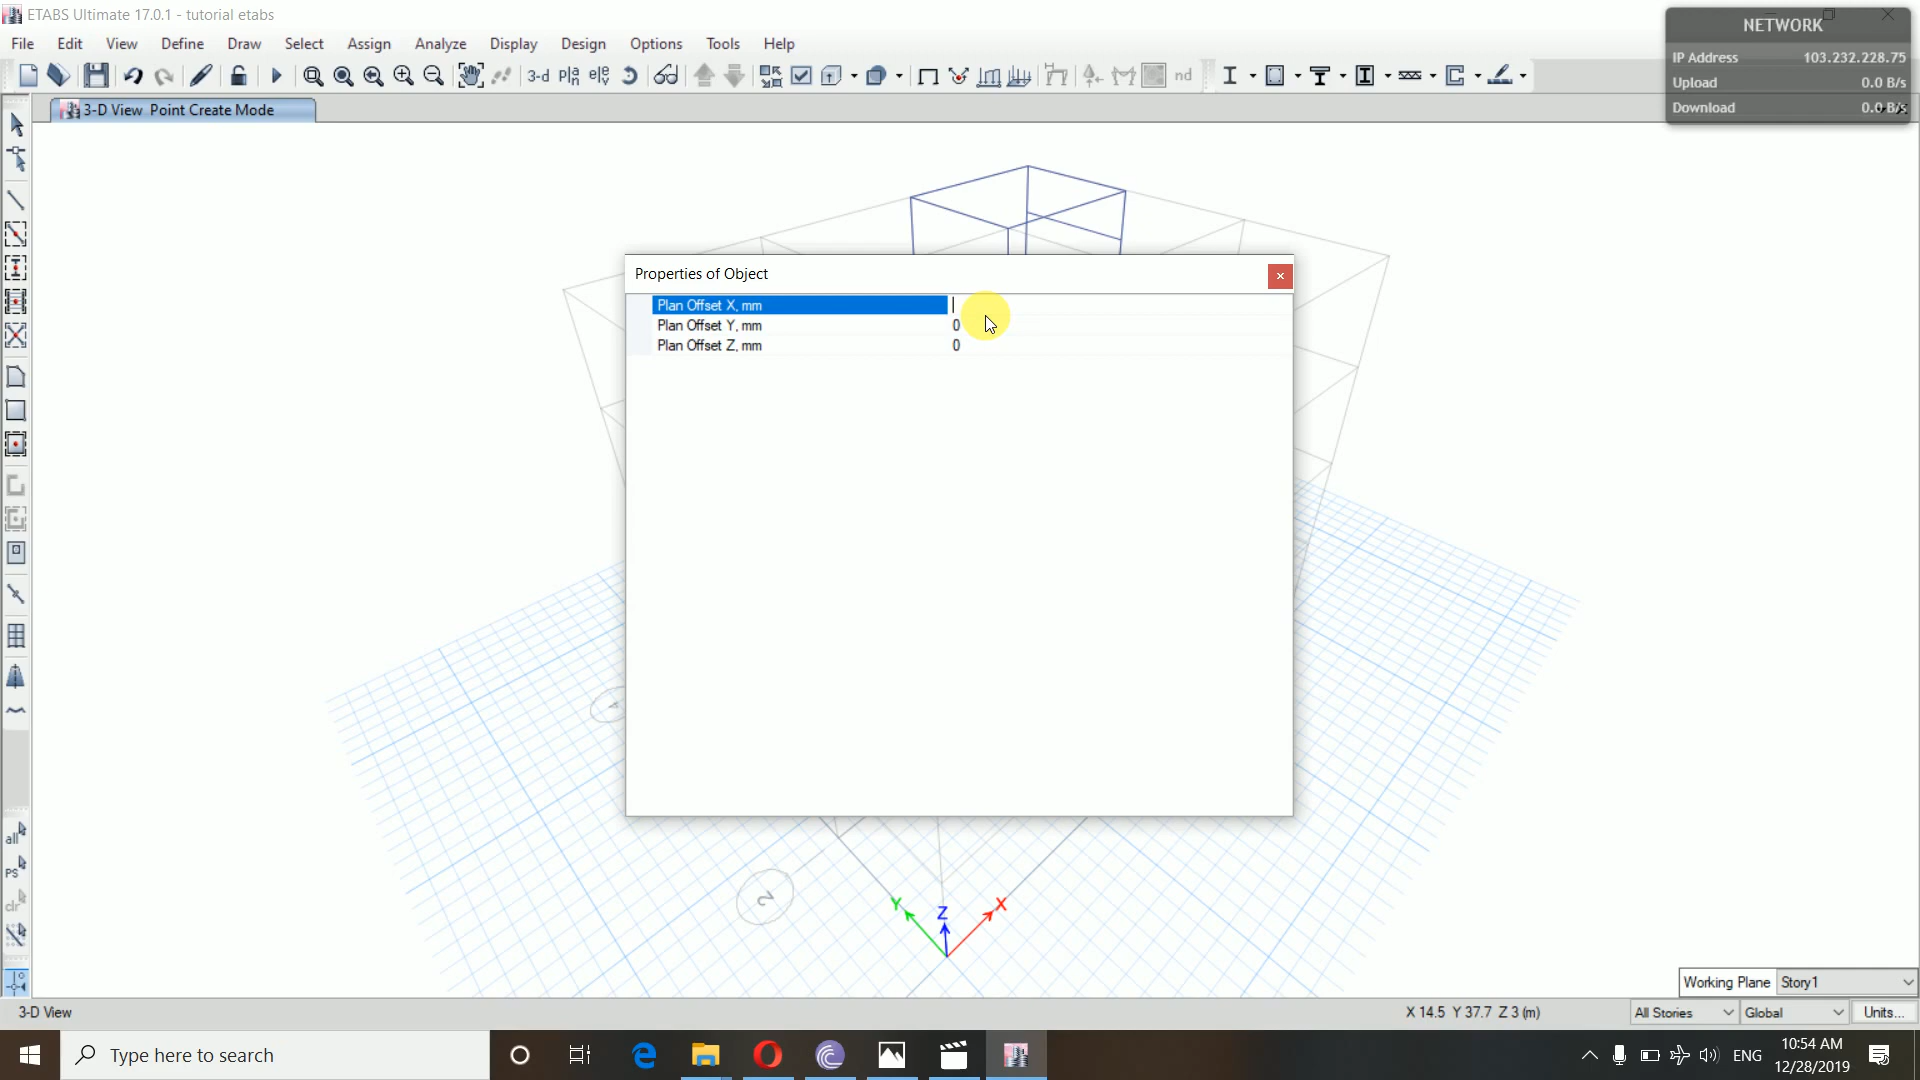 ETABS Ultimate 17.0.1 - tutorial etabs
File Edit View Define Draw Select Assign Analyze Display Design Options Tools Help
3-d nd
3-D View Point Create Mode
NETWORK
IP Address 103.232.228.75
Upload 0.0 B/s
Download 0.0 B/s
Properties of Object
Plan Offset X, mm
Plan Offset Y, mm 0
Plan Offset Z, mm 0
all
PS
dr
2
Y Z X
Working Plane Story1
3-D View X 14.5 Y 37.7 Z 3 (m) All Stories Global Units...
Type here to search
ENG
10:54 AM
12/28/2019